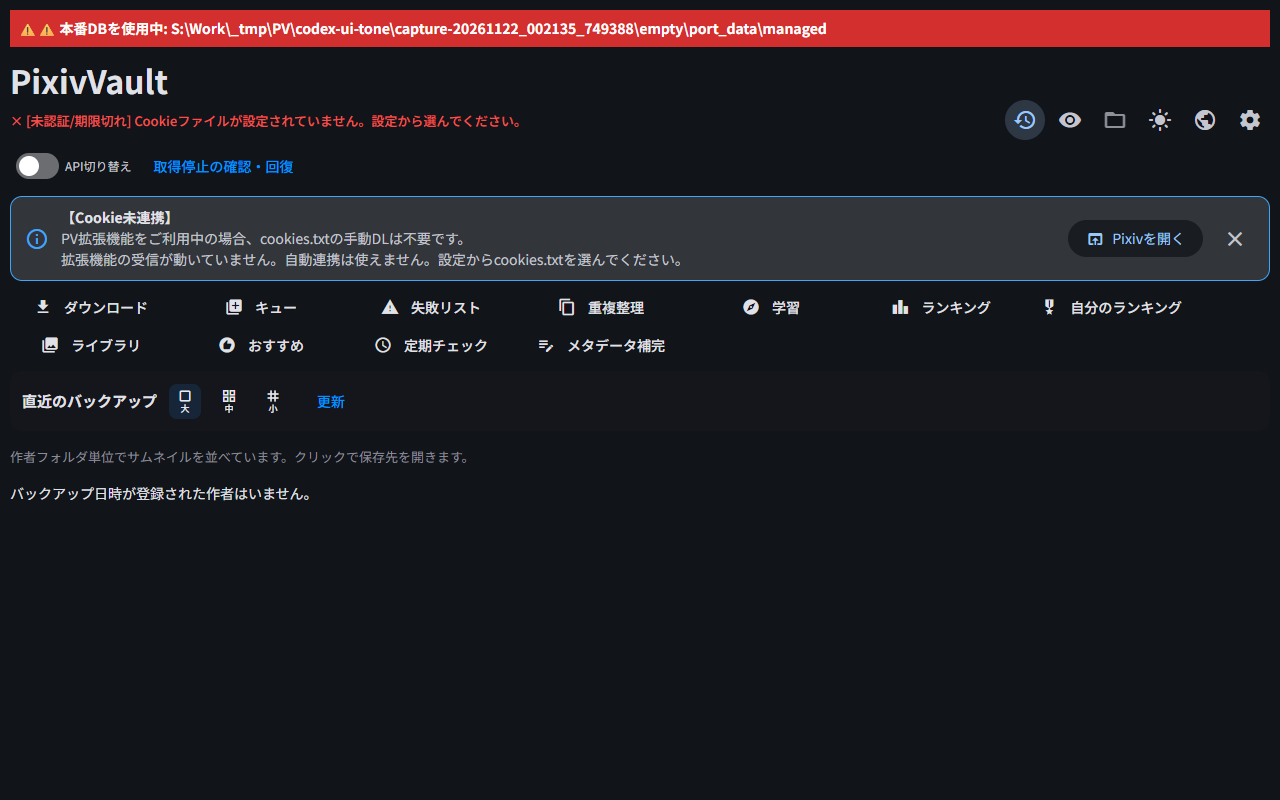 ⚠️ ⚠️ 本番DBを使用中: S:\Work\_tmp\PV\codex-ui-tone\capture-20261122_002135_749388\empty\port_data\managed
PixivVault
× [未認証/期限切れ] Cookieファイルが設定されていません。設定から選んでください。
API切り替え 取得停止の確認・回復
【Cookie未連携】
PV拡張機能をご利用中の場合、cookies.txtの手動DLは不要です。
拡張機能の受信が動いていません。自動連携は使えません。設定からcookies.txtを選んでください。
Pixivを開く
ダウンロード キュー 失敗リスト 重複整理 学習 ランキング 自分のランキング
ライブラリ おすすめ 定期チェック メタデータ補完
直近のバックアップ 大 中 小 更新
作者フォルダ単位でサムネイルを並べています。クリックで保存先を開きます。
バックアップ日時が登録された作者はいません。